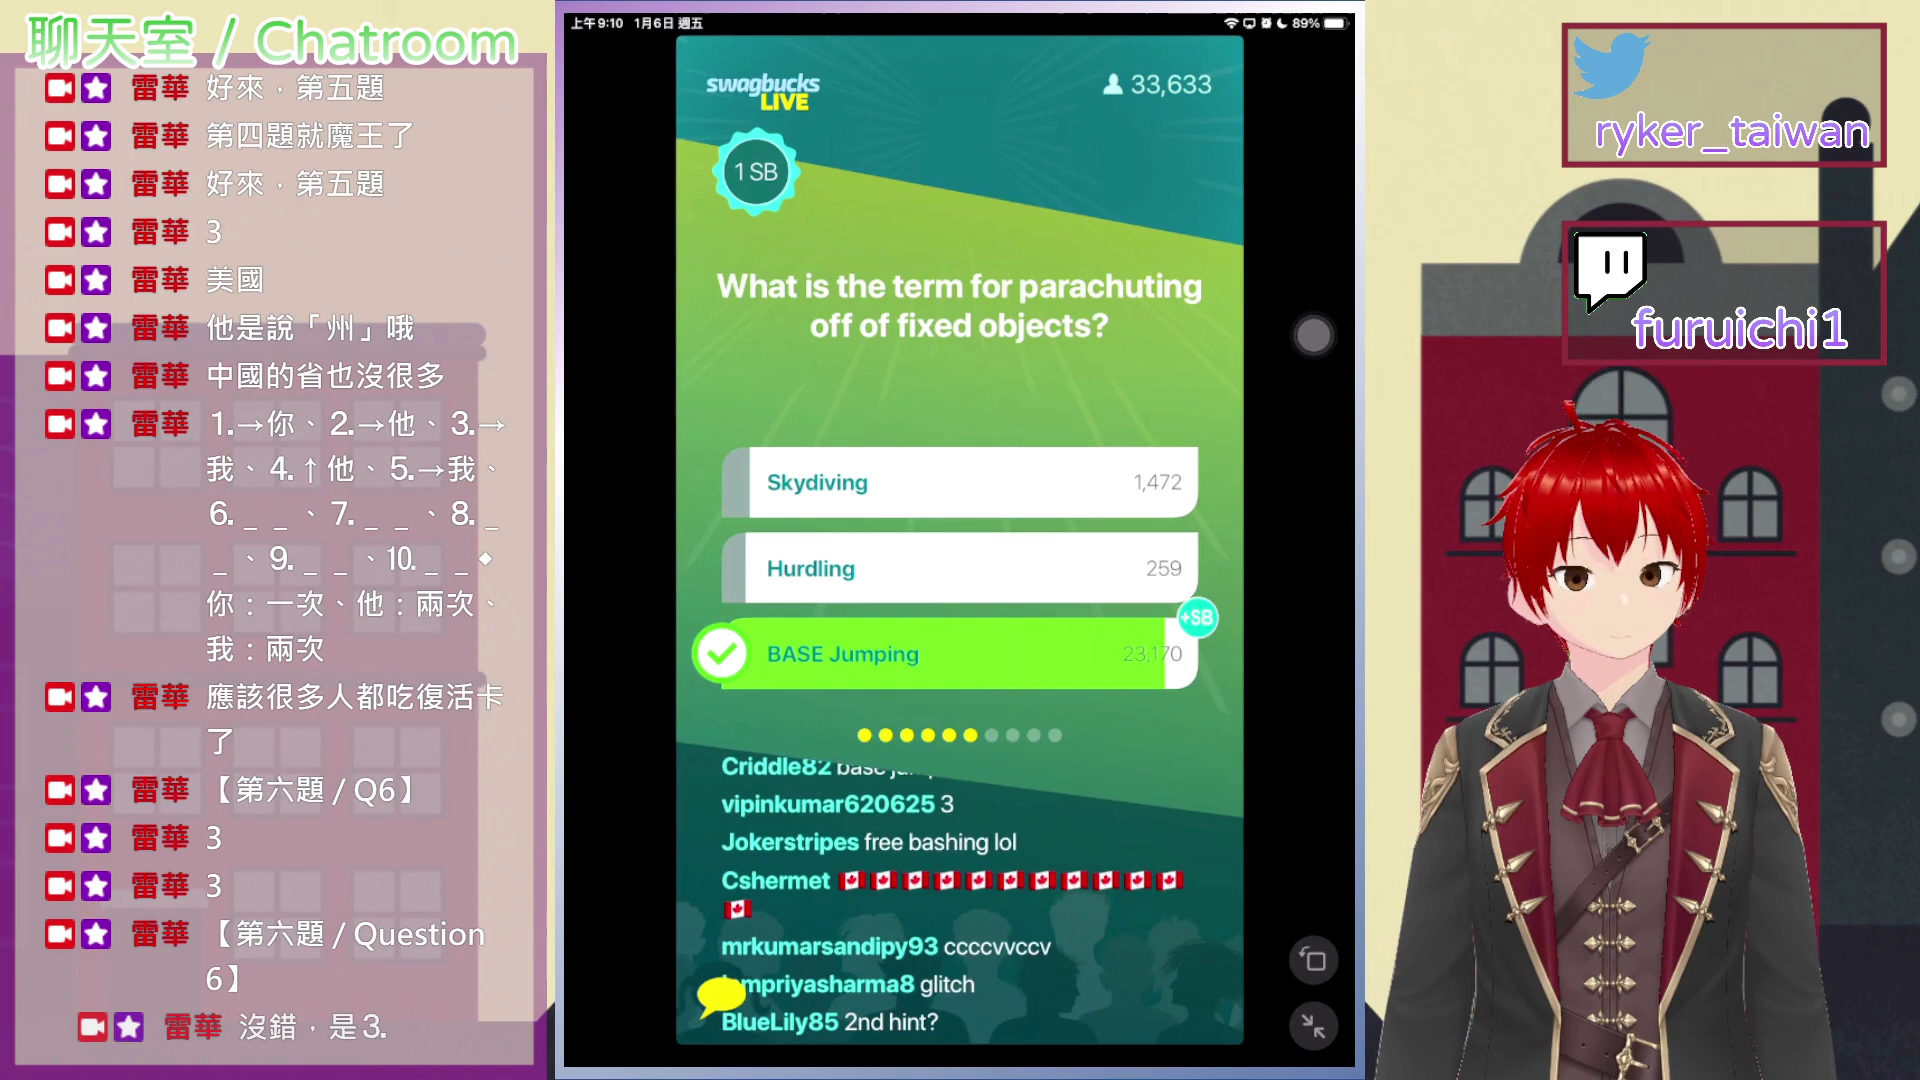 聊天室 / Chatroom
雷華 好來，第五題
雷華 第四題就魔王了
雷華 好來，第五題
雷華 3
雷華 美國
雷華 他是說「州」哦
雷華 中國的省也沒很多
雷華 1.→你、2.→他、3.→
我、4.↑他、5.→我、
6.＿＿、7.＿＿、8.＿
＿、9.＿＿、10.＿＿◆
你：一次、他：兩次、
我：兩次
雷華 應該很多人都吃復活卡
了
雷華 【第六題 / Q6】
雷華 3
雷華 3
雷華 【第六題 / Question
6】
雷華 沒錯，是3.
上午9:10 1月6日 週五
89%
swagbucks
LIVE
33,633
1 SB
What is the term for parachuting
off of fixed objects?
Skydiving 1,472
Hurdling 259
+SB
BASE Jumping 23,170
Criddle82
vipinkumar620625 3
Jokerstripes free bashing lol
Cshermet 🇨🇦🇨🇦🇨🇦🇨🇦🇨🇦🇨🇦🇨🇦🇨🇦🇨🇦🇨🇦🇨🇦
🇨🇦
mrkumarsandipy93 ccccvvccv
mpriyasharma8 glitch
BlueLily85 2nd hint?
ryker_taiwan
furuichi1